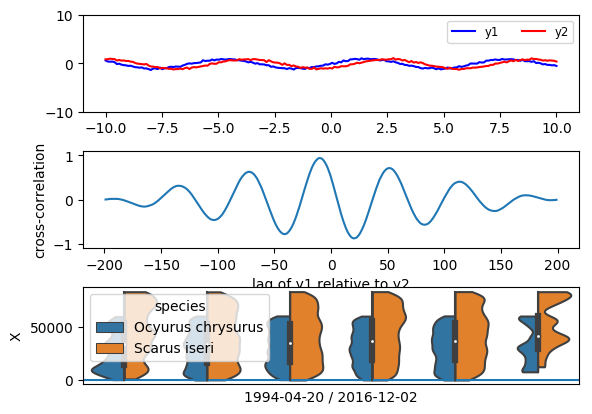 10
0
−10
y1 y2
−10.0 −7.5 −5.0 −2.5 0.0 2.5 5.0 7.5 10.0
cross-correlation
1
0
−1
−200 −150 −100 −50 0 50 100 150 200
lag of y1 relative to y2
X
50000
0
species
Ocyurus chrysurus
Scarus iseri
1994-04-20 / 2016-12-02